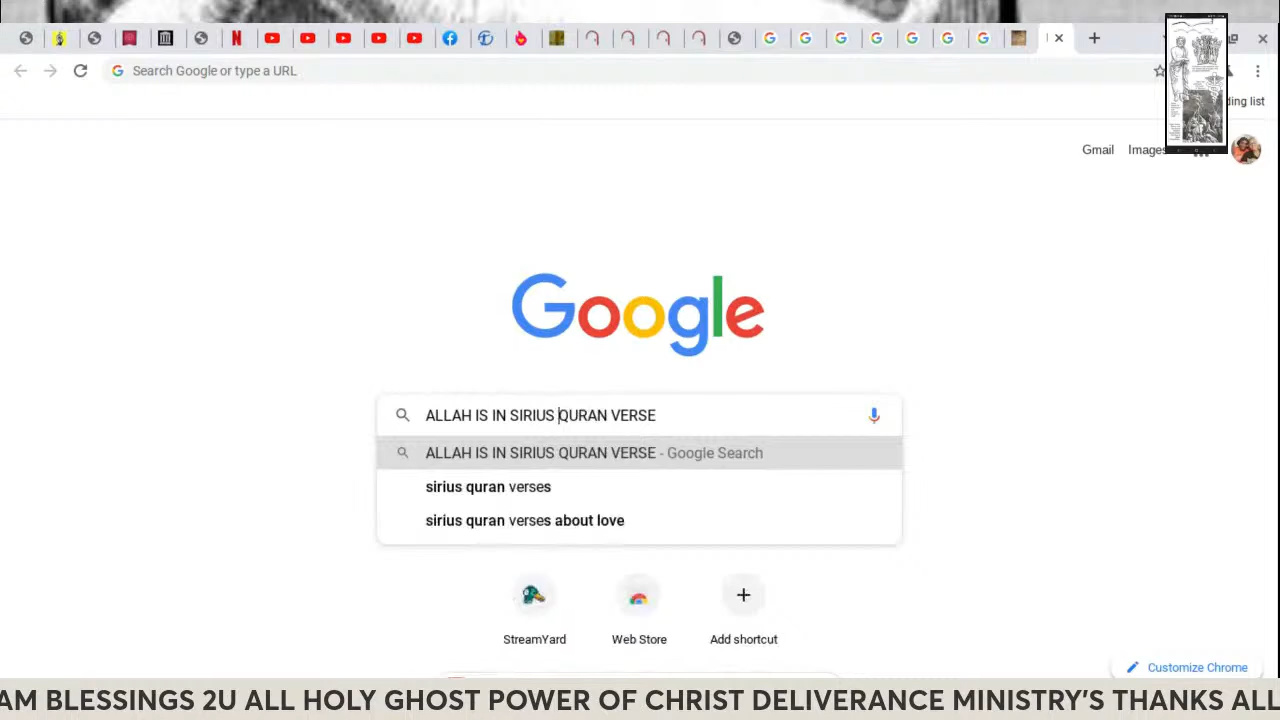 Search Google or type a URL
ding list
Gmail
Images
Google
ALLAH IS IN SIRIUS QURAN VERSE
ALLAH IS IN SIRIUS QURAN VERSE - Google Search
sirius quran verses
sirius quran verses about love
StreamYard
Web Store
Add shortcut
Customize Chrome
AM BLESSINGS 2U ALL HOLY GHOST POWER OF CHRIST DELIVERANCE MINISTRY'S THANKS ALL